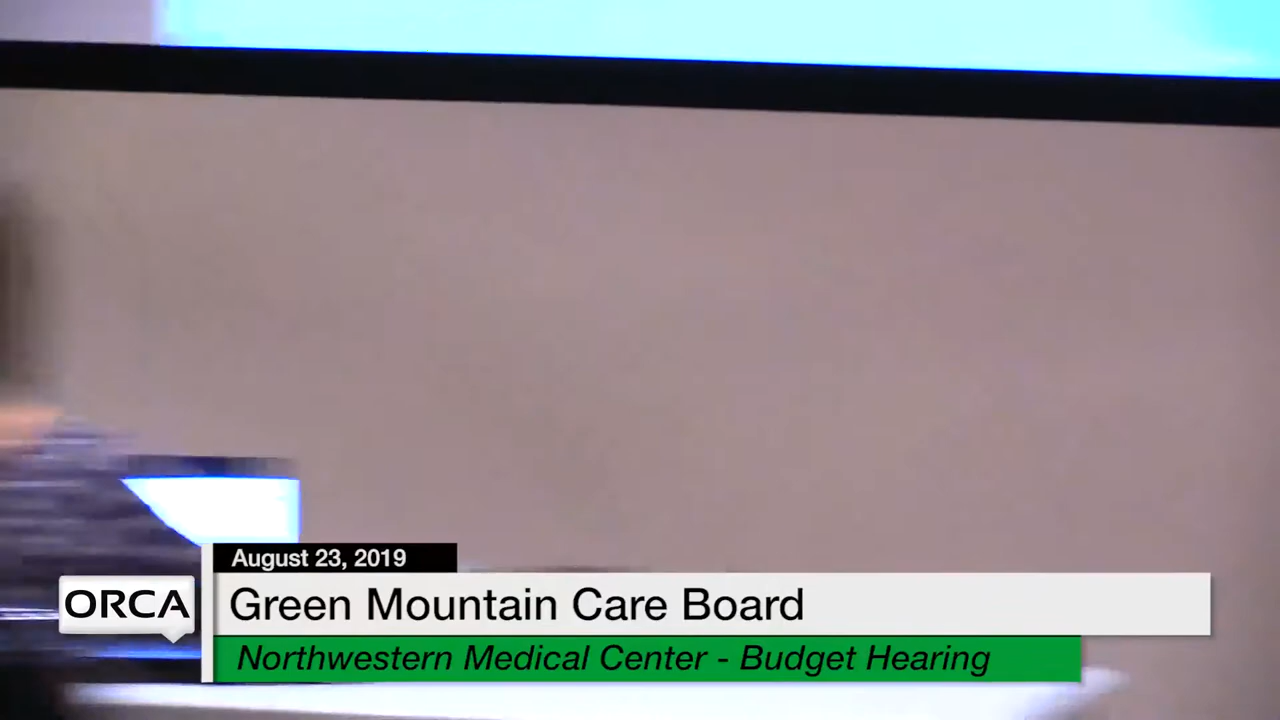 August 23, 2019
ORCA
Green Mountain Care Board
Northwestern Medical Center - Budget Hearing